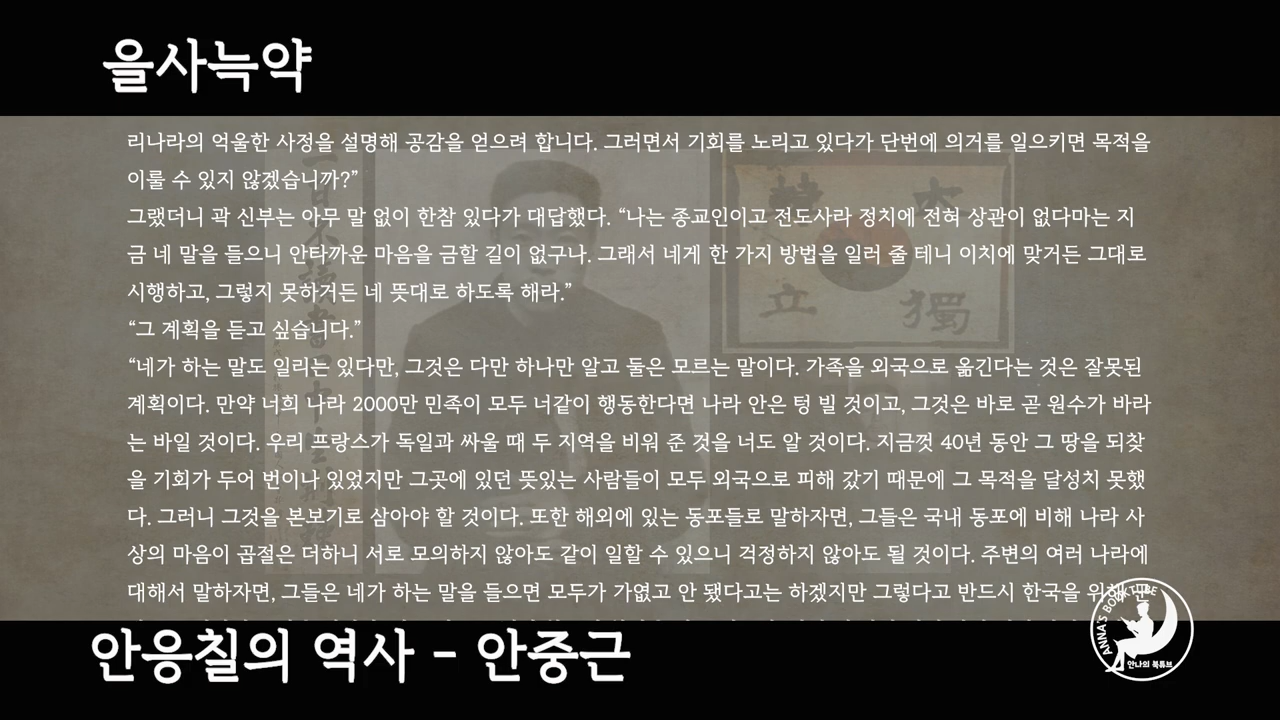 을사늑약
리나라의 억울한 사정을 설명해 공감을 얻으려 합니다. 그러면서 기회를 노리고 있다가 단번에 의거를 일으키면 목적을
이룰 수 있지 않겠습니까?”
그랬더니 곽 신부는 아무 말 없이 한참 있다가 대답했다. “나는 종교인이고 전도사라 정치에 전혀 상관이 없다마는 지
금 네 말을 들으니 안타까운 마음을 금할 길이 없구나. 그래서 네게 한 가지 방법을 일러 줄 테니 이치에 맞거든 그대로
시행하고, 그렇지 못하거든 네 뜻대로 하도록 해라.”
“그 계획을 듣고 싶습니다.”
“네가 하는 말도 일리는 있다만, 그것은 다만 하나만 알고 둘은 모르는 말이다. 가족을 외국으로 옮긴다는 것은 잘못된
계획이다. 만약 너희 나라 2000만 민족이 모두 너같이 행동한다면 나라 안은 텅 빌 것이고, 그것은 바로 곧 원수가 바라
는 바일 것이다. 우리 프랑스가 독일과 싸울 때 두 지역을 비워 준 것을 너도 알 것이다. 지금껏 40년 동안 그 땅을 되찾
을 기회가 두어 번이나 있었지만 그곳에 있던 뜻있는 사람들이 모두 외국으로 피해 갔기 때문에 그 목적을 달성치 못했
다. 그러니 그것을 본보기로 삼아야 할 것이다. 또한 해외에 있는 동포들로 말하자면, 그들은 국내 동포에 비해 나라 사
상의 마음이 곱절은 더하니 서로 모의하지 않아도 같이 일할 수 있으니 걱정하지 않아도 될 것이다. 주변의 여러 나라에
대해서 말하자면, 그들은 네가 하는 말을 들으면 모두가 가엾고 안 됐다고는 하겠지만 그렇다고 반드시 한국을 위해
안응칠의 역사 - 안중근
ANNA'S BOOKTUBE
안나의 북튜브
大
韓
獨
立